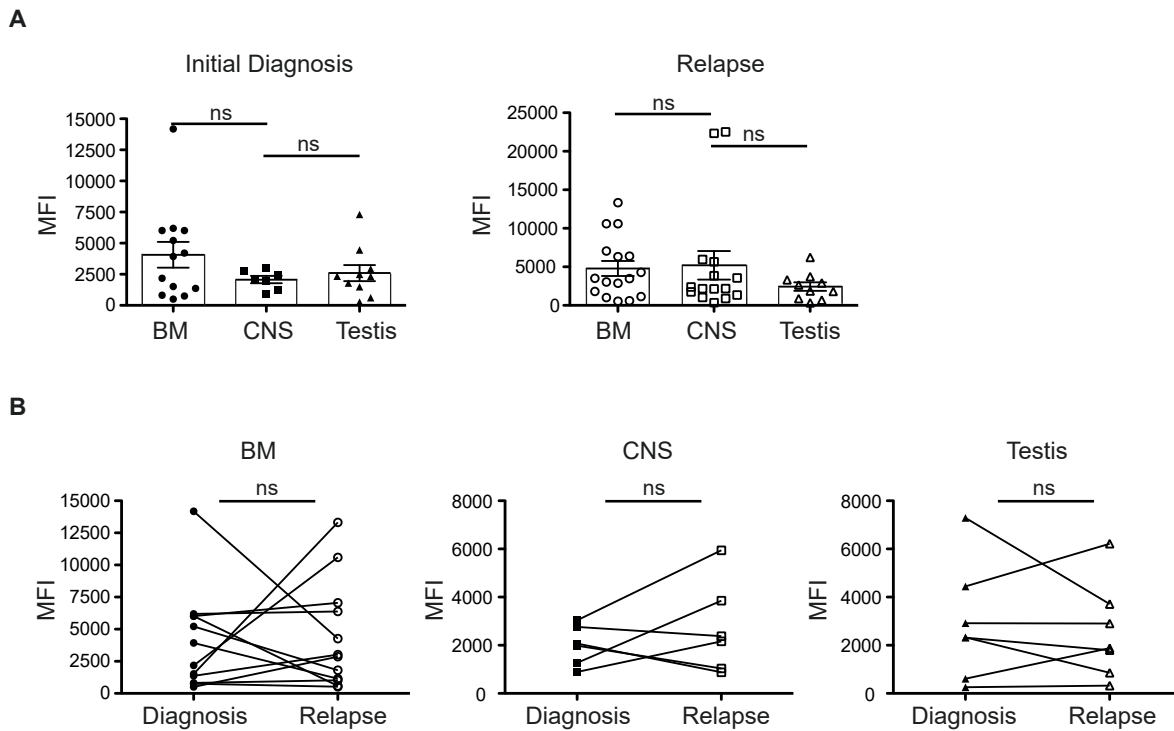 A
Initial Diagnosis
Relapse
ns
ns
15000
12500
10000
7500
5000
2500
0
MFI
BM CNS Testis
ns
ns
25000
20000
15000
10000
5000
0
MFI
BM CNS Testis
B
BM
ns
15000
12500
10000
7500
5000
2500
0
MFI
Diagnosis Relapse
CNS
ns
8000
6000
4000
2000
0
MFI
Diagnosis Relapse
Testis
ns
8000
6000
4000
2000
0
MFI
Diagnosis Relapse